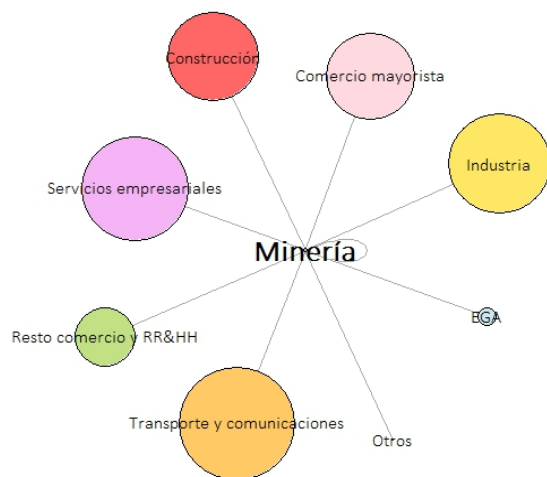 Construcción
Comercio mayorista
Industria
Servicios empresariales
Minería
EGA
Resto comercio y RR&HH
Transporte y comunicaciones
Otros